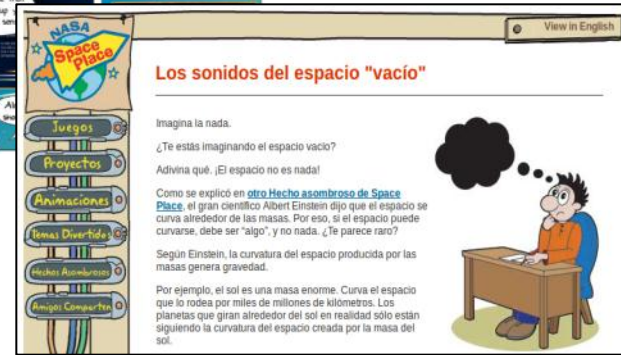 View in English
NASA
Space
Place
Los sonidos del espacio "vacío"
Juegos
Proyectos
Animaciones
Temas Divertidos
Hechos Asombrosos
Amigos Comparten
Imagina la nada.
¿Te estás imaginando el espacio vacío?
Adivina qué. ¡El espacio no es nada!
Como se explicó en otro Hecho asombroso de Space
Place, el gran científico Albert Einstein dijo que el espacio se
curva alrededor de las masas. Por eso, si el espacio puede
curvarse, debe ser "algo", y no nada. ¿Te parece raro?
Según Einstein, la curvatura del espacio producida por las
masas genera gravedad.
Por ejemplo, el sol es una masa enorme. Curva el espacio
que lo rodea por miles de millones de kilómetros. Los
planetas que giran alrededor del sol en realidad sólo están
siguiendo la curvatura del espacio creada por la masa del
sol.